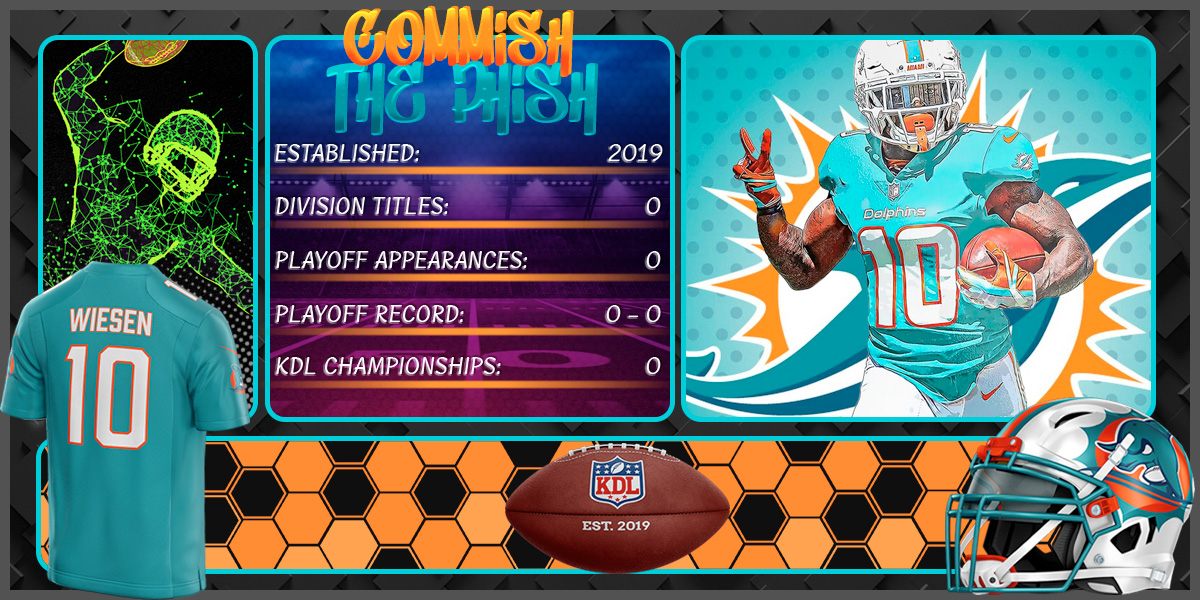 COMMISH
THE PHISH
ESTABLISHED: 2019
DIVISION TITLES: 0
PLAYOFF APPEARANCES: 0
PLAYOFF RECORD: 0 – 0
KDL CHAMPIONSHIPS: 0
MIAMI
Dolphins
10
WIESEN
10
KDL
EST. 2019